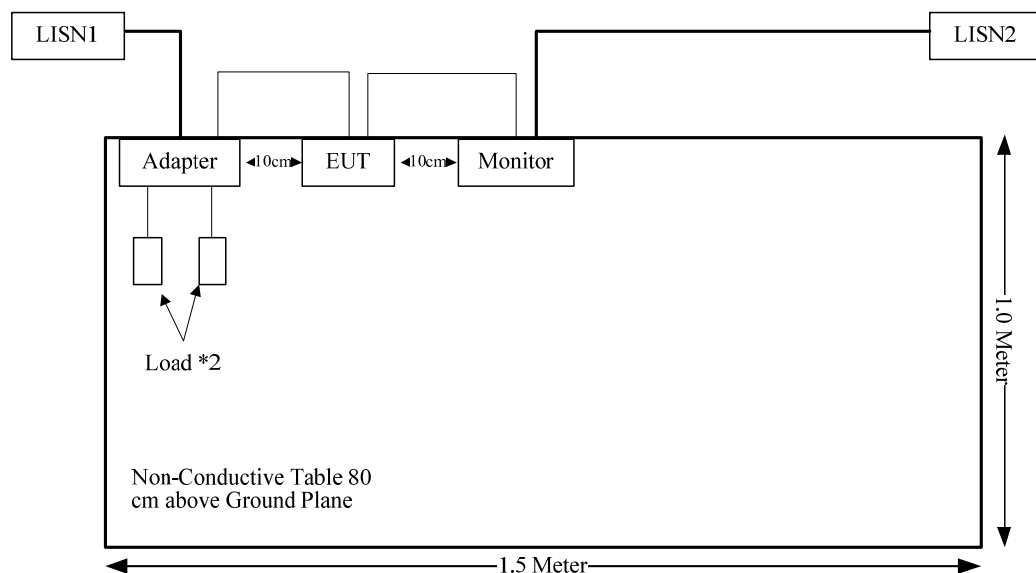 LISN1
LISN2
Adapter
10cm
EUT
10cm
Monitor
Load *2
1.0 Meter
Non-Conductive Table 80
cm above Ground Plane
1.5 Meter